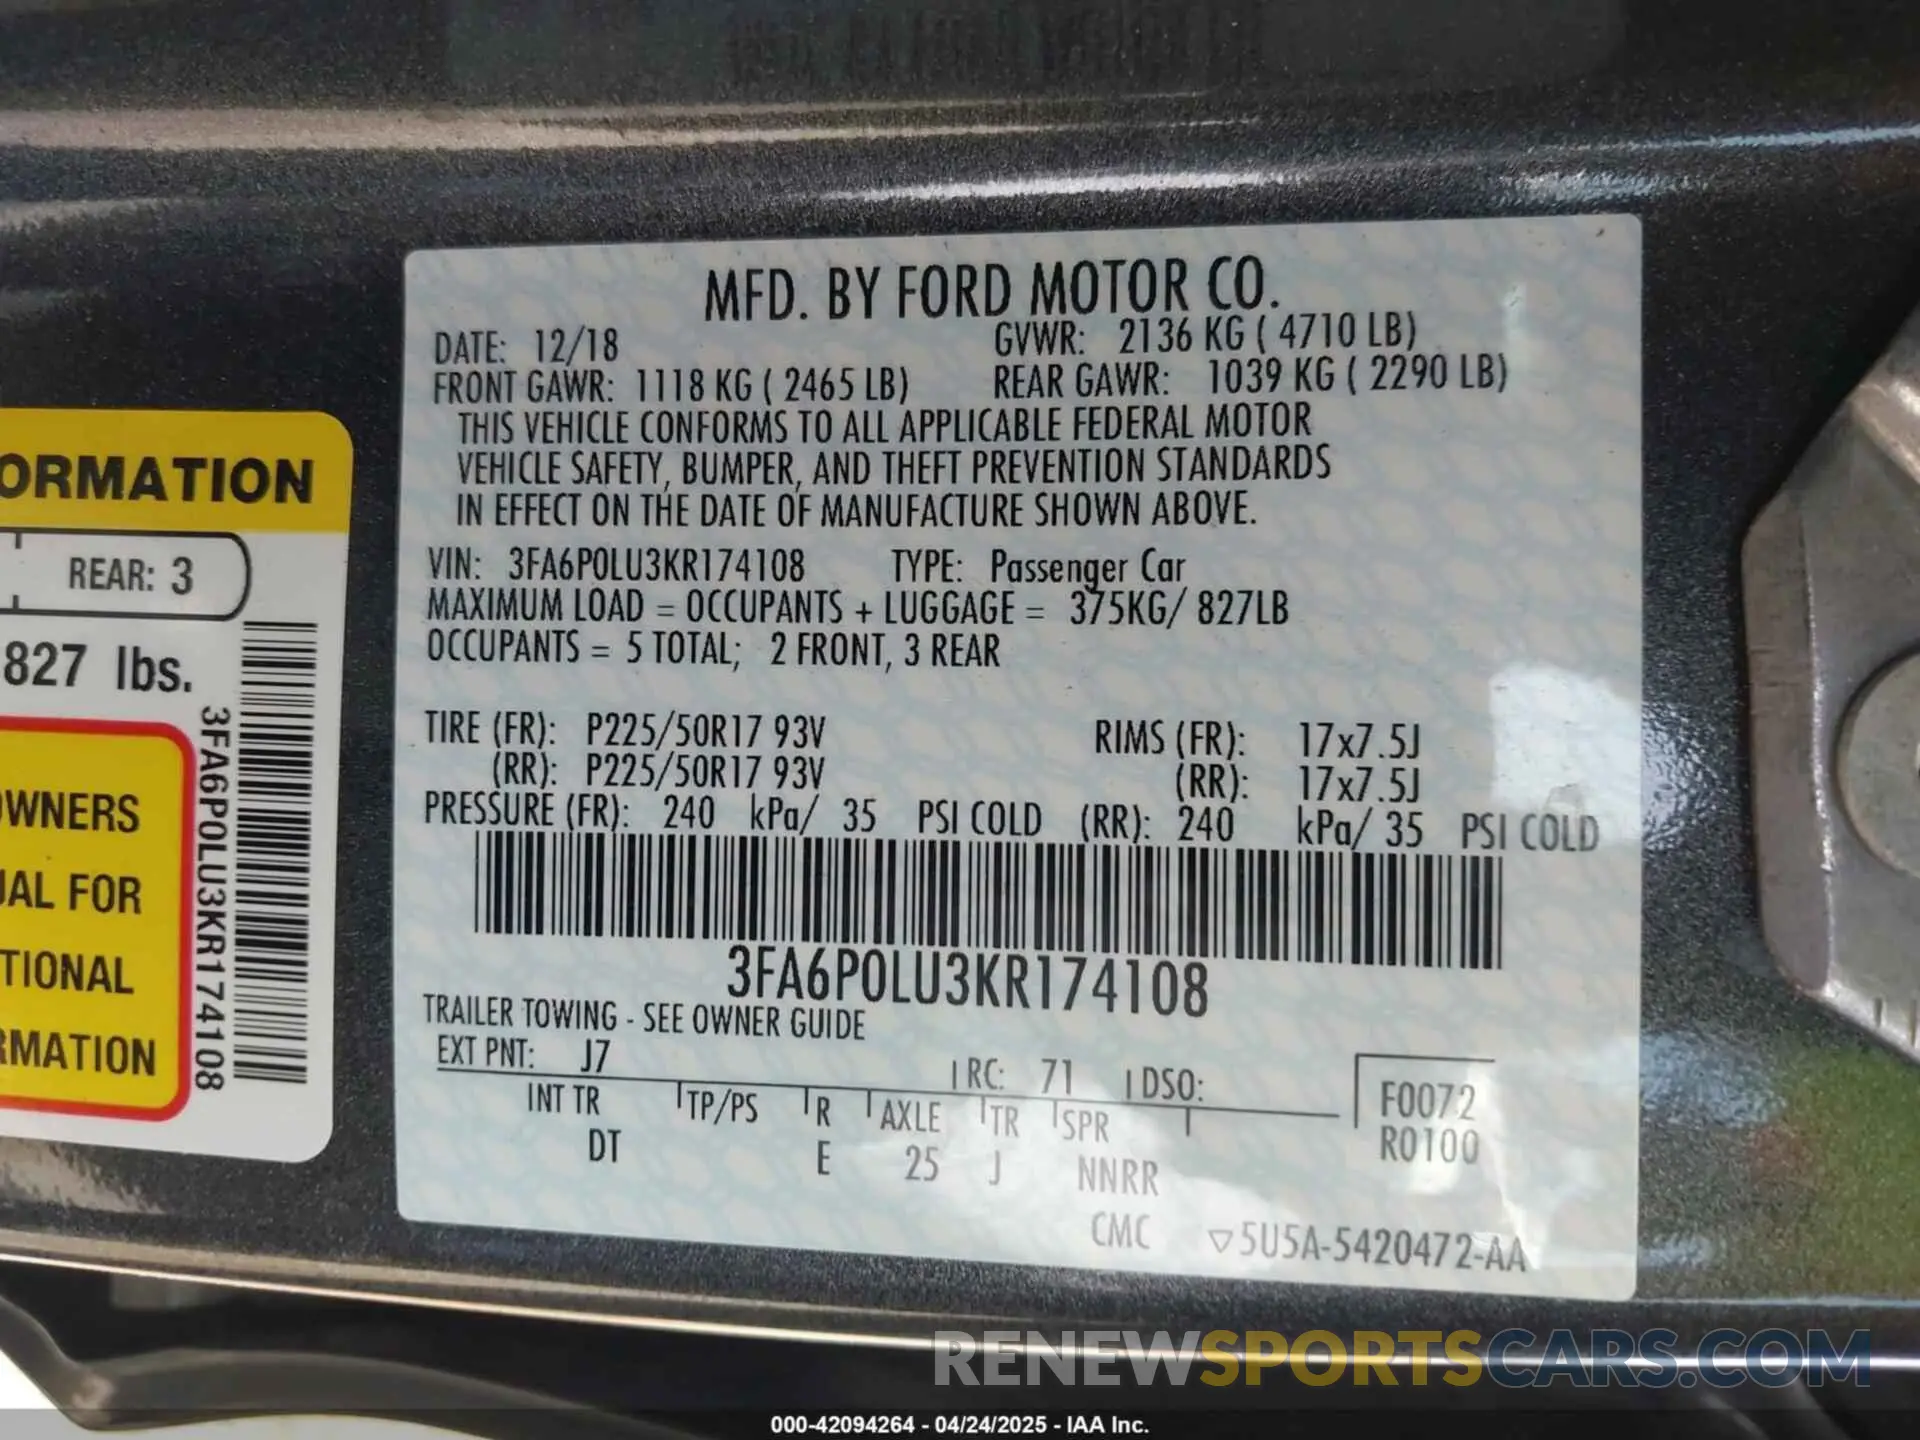 MFD. BY FORD MOTOR CO.
DATE: 12/18 GVWR: 2136 KG ( 4710 LB)
FRONT GAWR: 1118 KG ( 2465 LB) REAR GAWR: 1039 KG ( 2290 LB)
THIS VEHICLE CONFORMS TO ALL APPLICABLE FEDERAL MOTOR
VEHICLE SAFETY, BUMPER, AND THEFT PREVENTION STANDARDS
IN EFFECT ON THE DATE OF MANUFACTURE SHOWN ABOVE.
VIN: 3FA6P0LU3KR174108 TYPE: Passenger Car
MAXIMUM LOAD = OCCUPANTS + LUGGAGE = 375KG/ 827LB
OCCUPANTS = 5 TOTAL; 2 FRONT, 3 REAR
TIRE (FR): P225/50R17 93V RIMS (FR): 17x7.5J
(RR): P225/50R17 93V (RR): 17x7.5J
PRESSURE (FR): 240 kPa/ 35 PSI COLD (RR): 240 kPa/ 35 PSI COLD
3FA6P0LU3KR174108
TRAILER TOWING - SEE OWNER GUIDE
EXT PNT: J7 RC: 71 DSO:
INT TR TP/PS R AXLE TR SPR
DT E 25 J NNRR
F0072
R0100
CMC ▽5U5A-5420472-AA
ORMATION
REAR: 3
827 lbs.
OWNERS
UAL FOR
TIONAL
RMATION
3FA6P0LU3KR174108
RENEWSPORTSCARS.COM
000-42094264 - 04/24/2025 - IAA Inc.